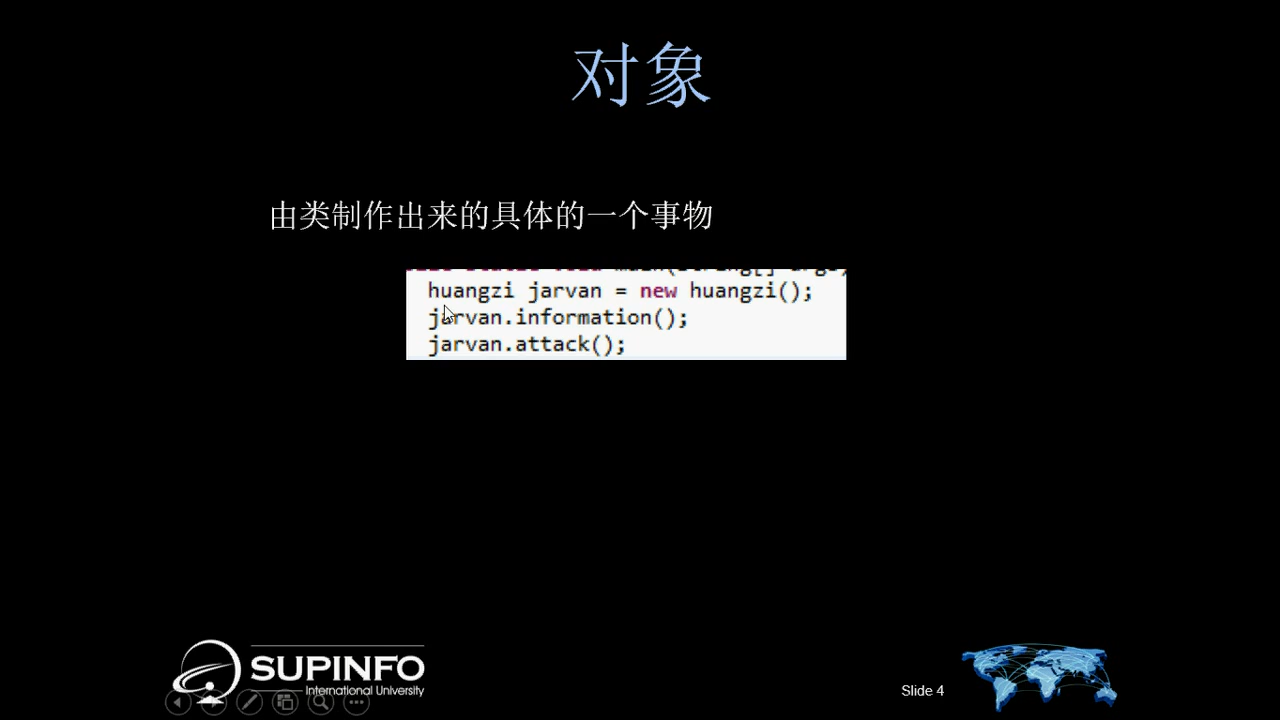 对象
由类制作出来的具体的一个事物
huangzi jarvan = new huangzi();
jarvan.information();
jarvan.attack();
SUPINFO
International University
Slide 4